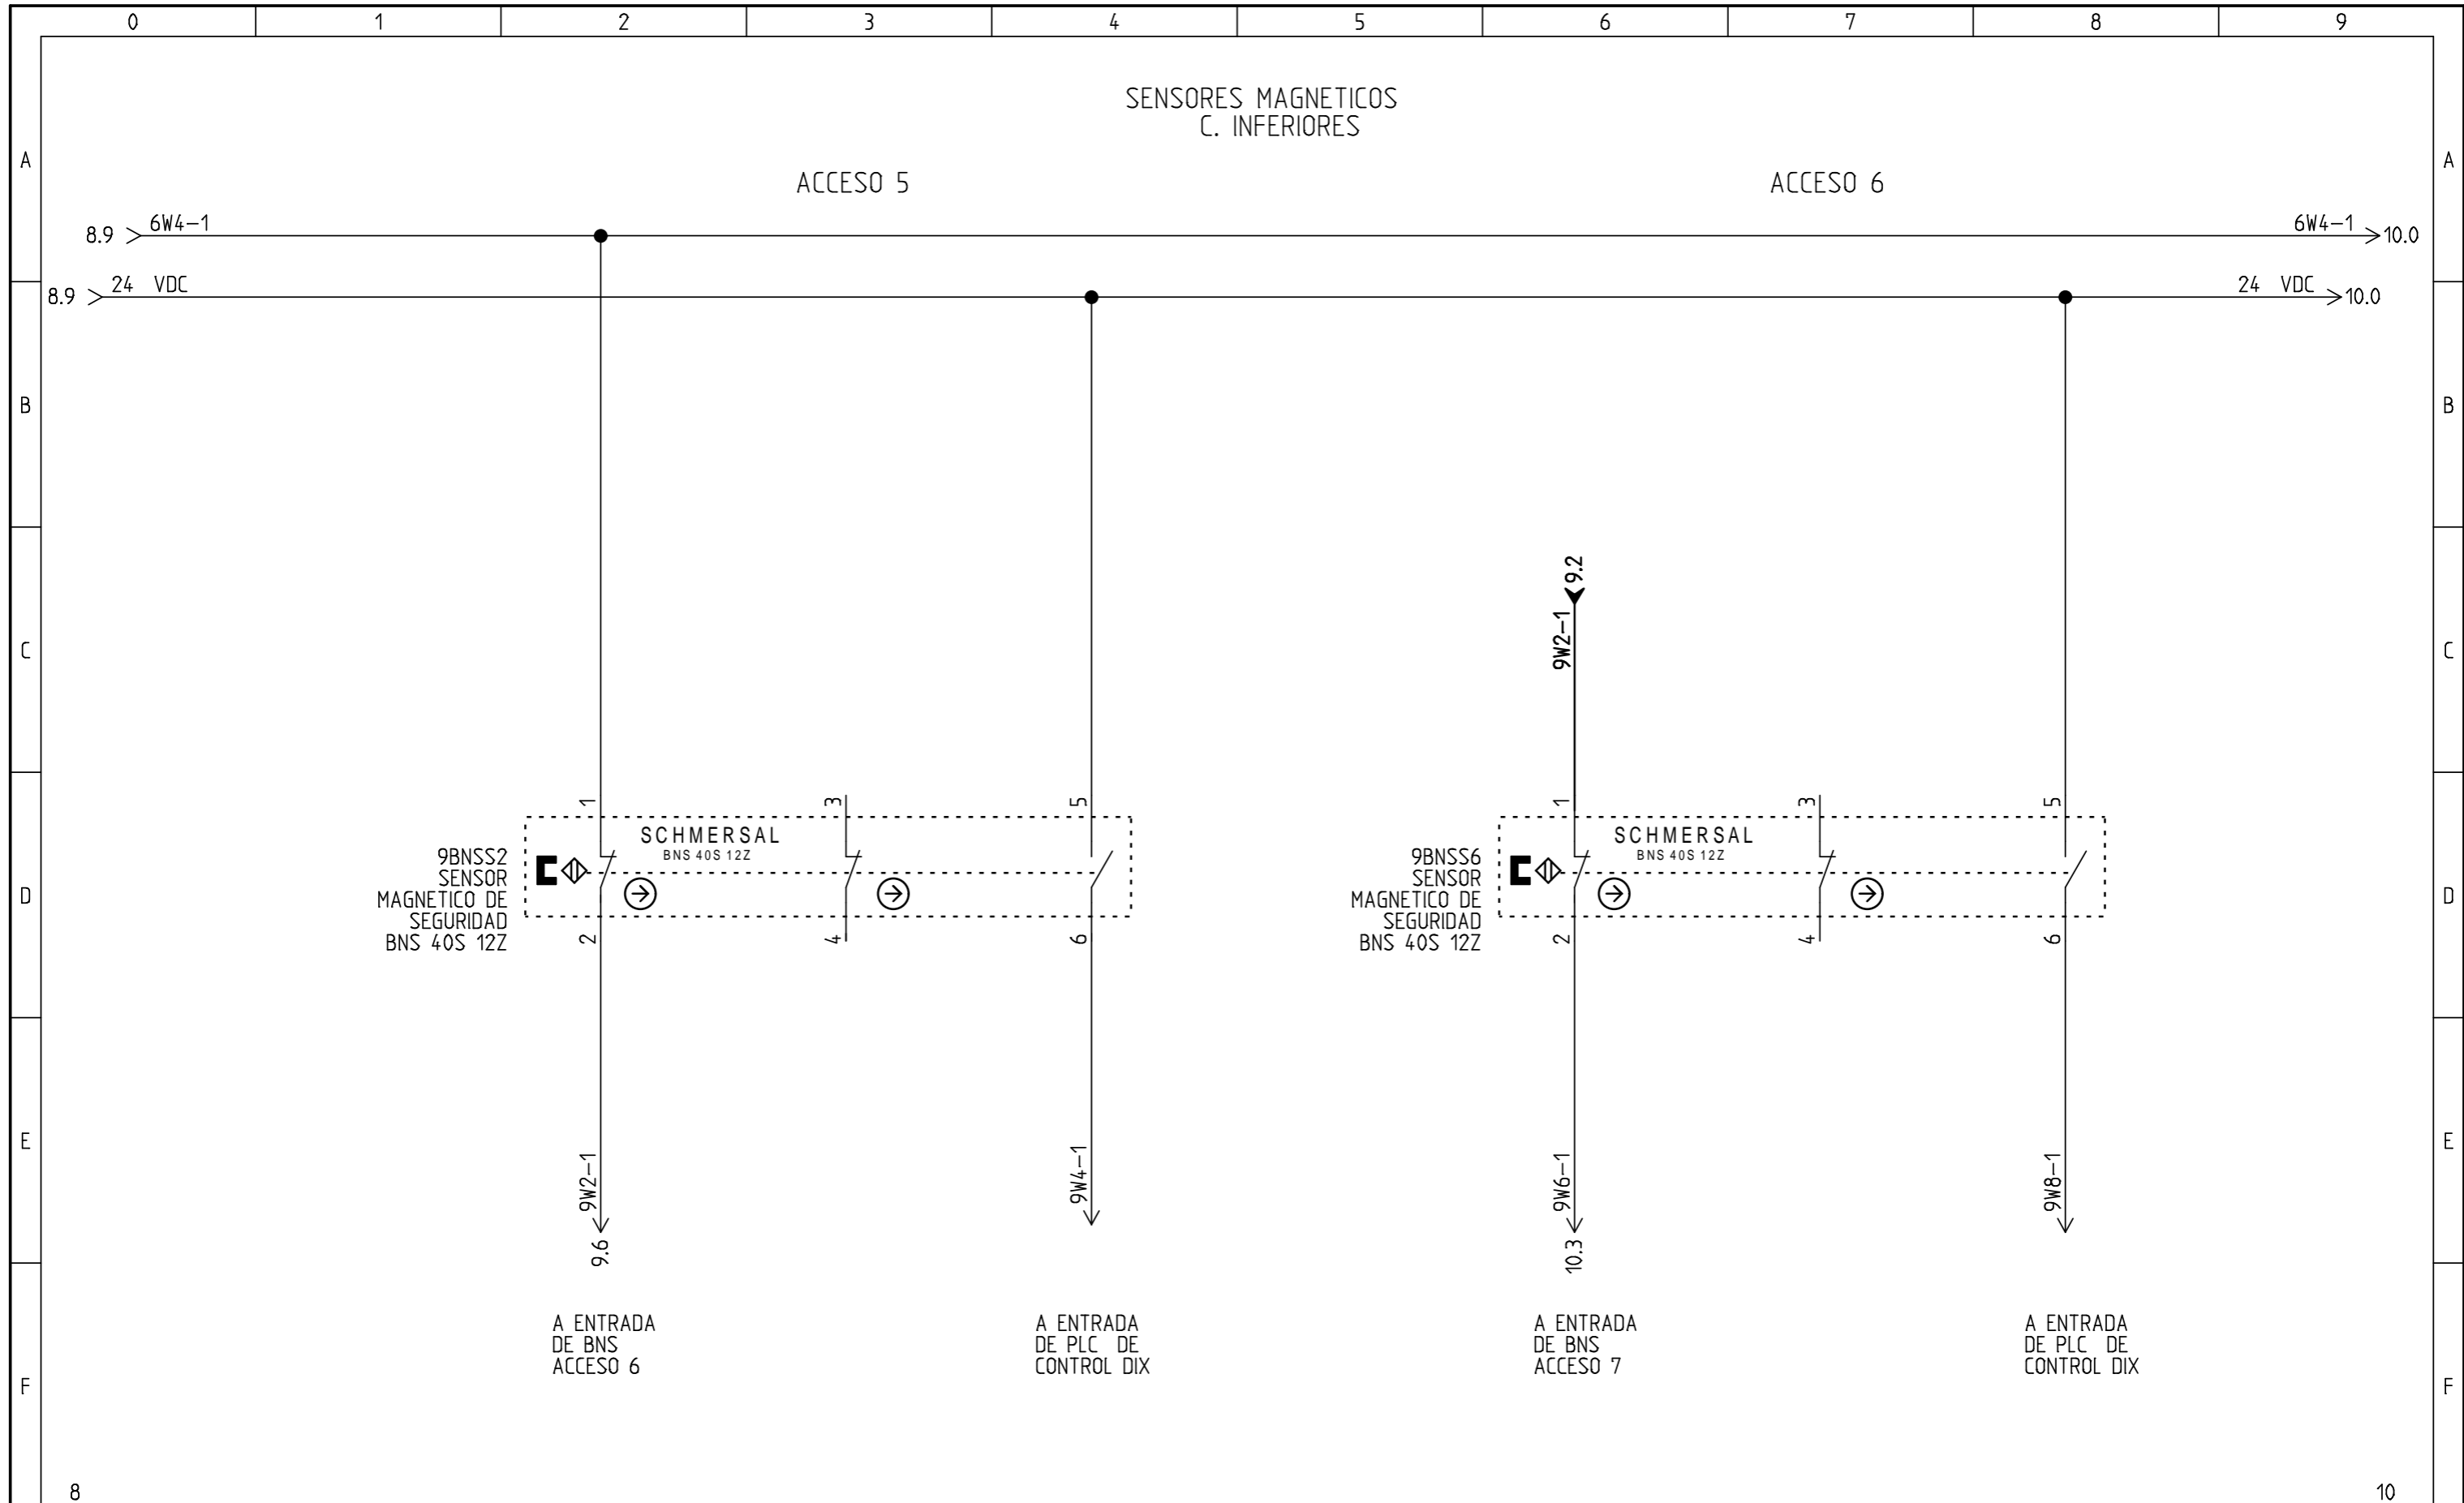 0 1 2 3 4 5 6 7 8 9
SENSORES MAGNETICOS
C. INFERIORES
A A
ACCESO 5 ACCESO 6
8.9 6W4-1 6W4-1 10.0
8.9 24 VDC 24 VDC 10.0
B B
9.2
9W2-1
C C
1 3 5 1 3 5
SCHMERSAL
BNS 40S 12Z
SCHMERSAL
BNS 40S 12Z
9BNSS2
SENSOR
MAGNETICO DE
SEGURIDAD
BNS 40S 12Z
9BNSS6
SENSOR
MAGNETICO DE
SEGURIDAD
BNS 40S 12Z
D D
2 4 6 2 4 6
E E
9W2-1 9W4-1 9W6-1 9W8-1
9.6 10.3
A ENTRADA
DE BNS
ACCESO 6
A ENTRADA
DE PLC DE
CONTROL DIX
A ENTRADA
DE BNS
ACCESO 7
A ENTRADA
DE PLC DE
CONTROL DIX
F F
8 10